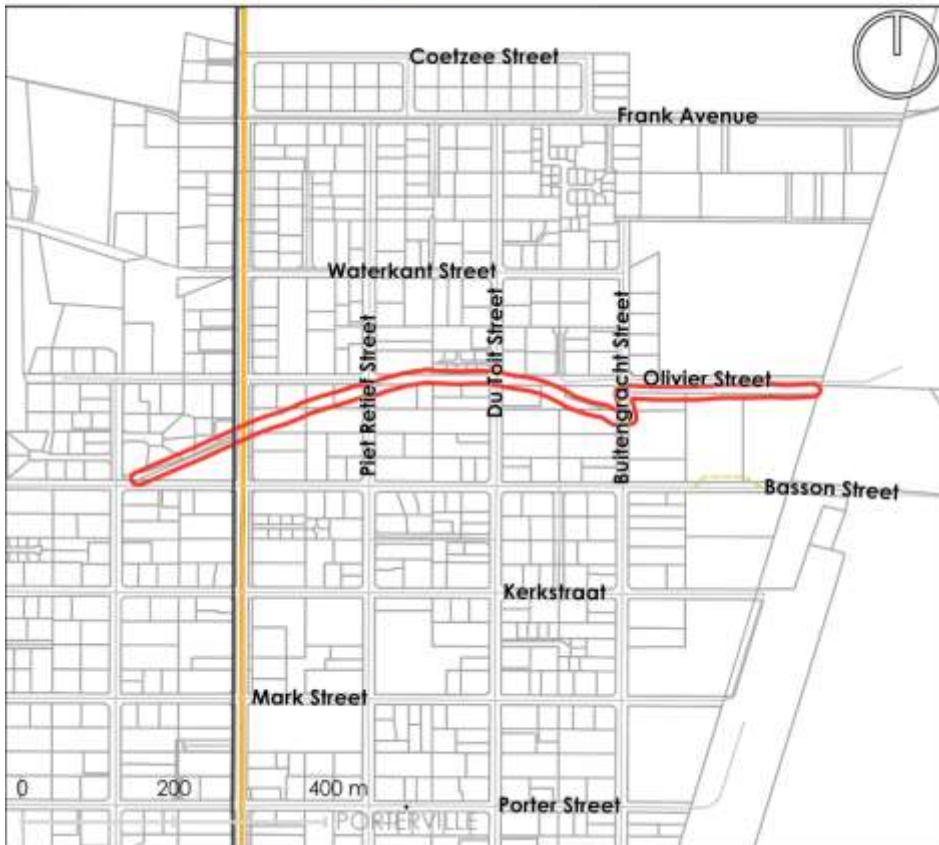 Coetzee Street
Frank Avenue
Waterkant Street
Piet Retief Street
Du Toit Street
Buitengracht Street
Olivier Street
Basson Street
Kerkstraat
Mark Street
0 200 400 m
Porter Street
PORTERVILLE